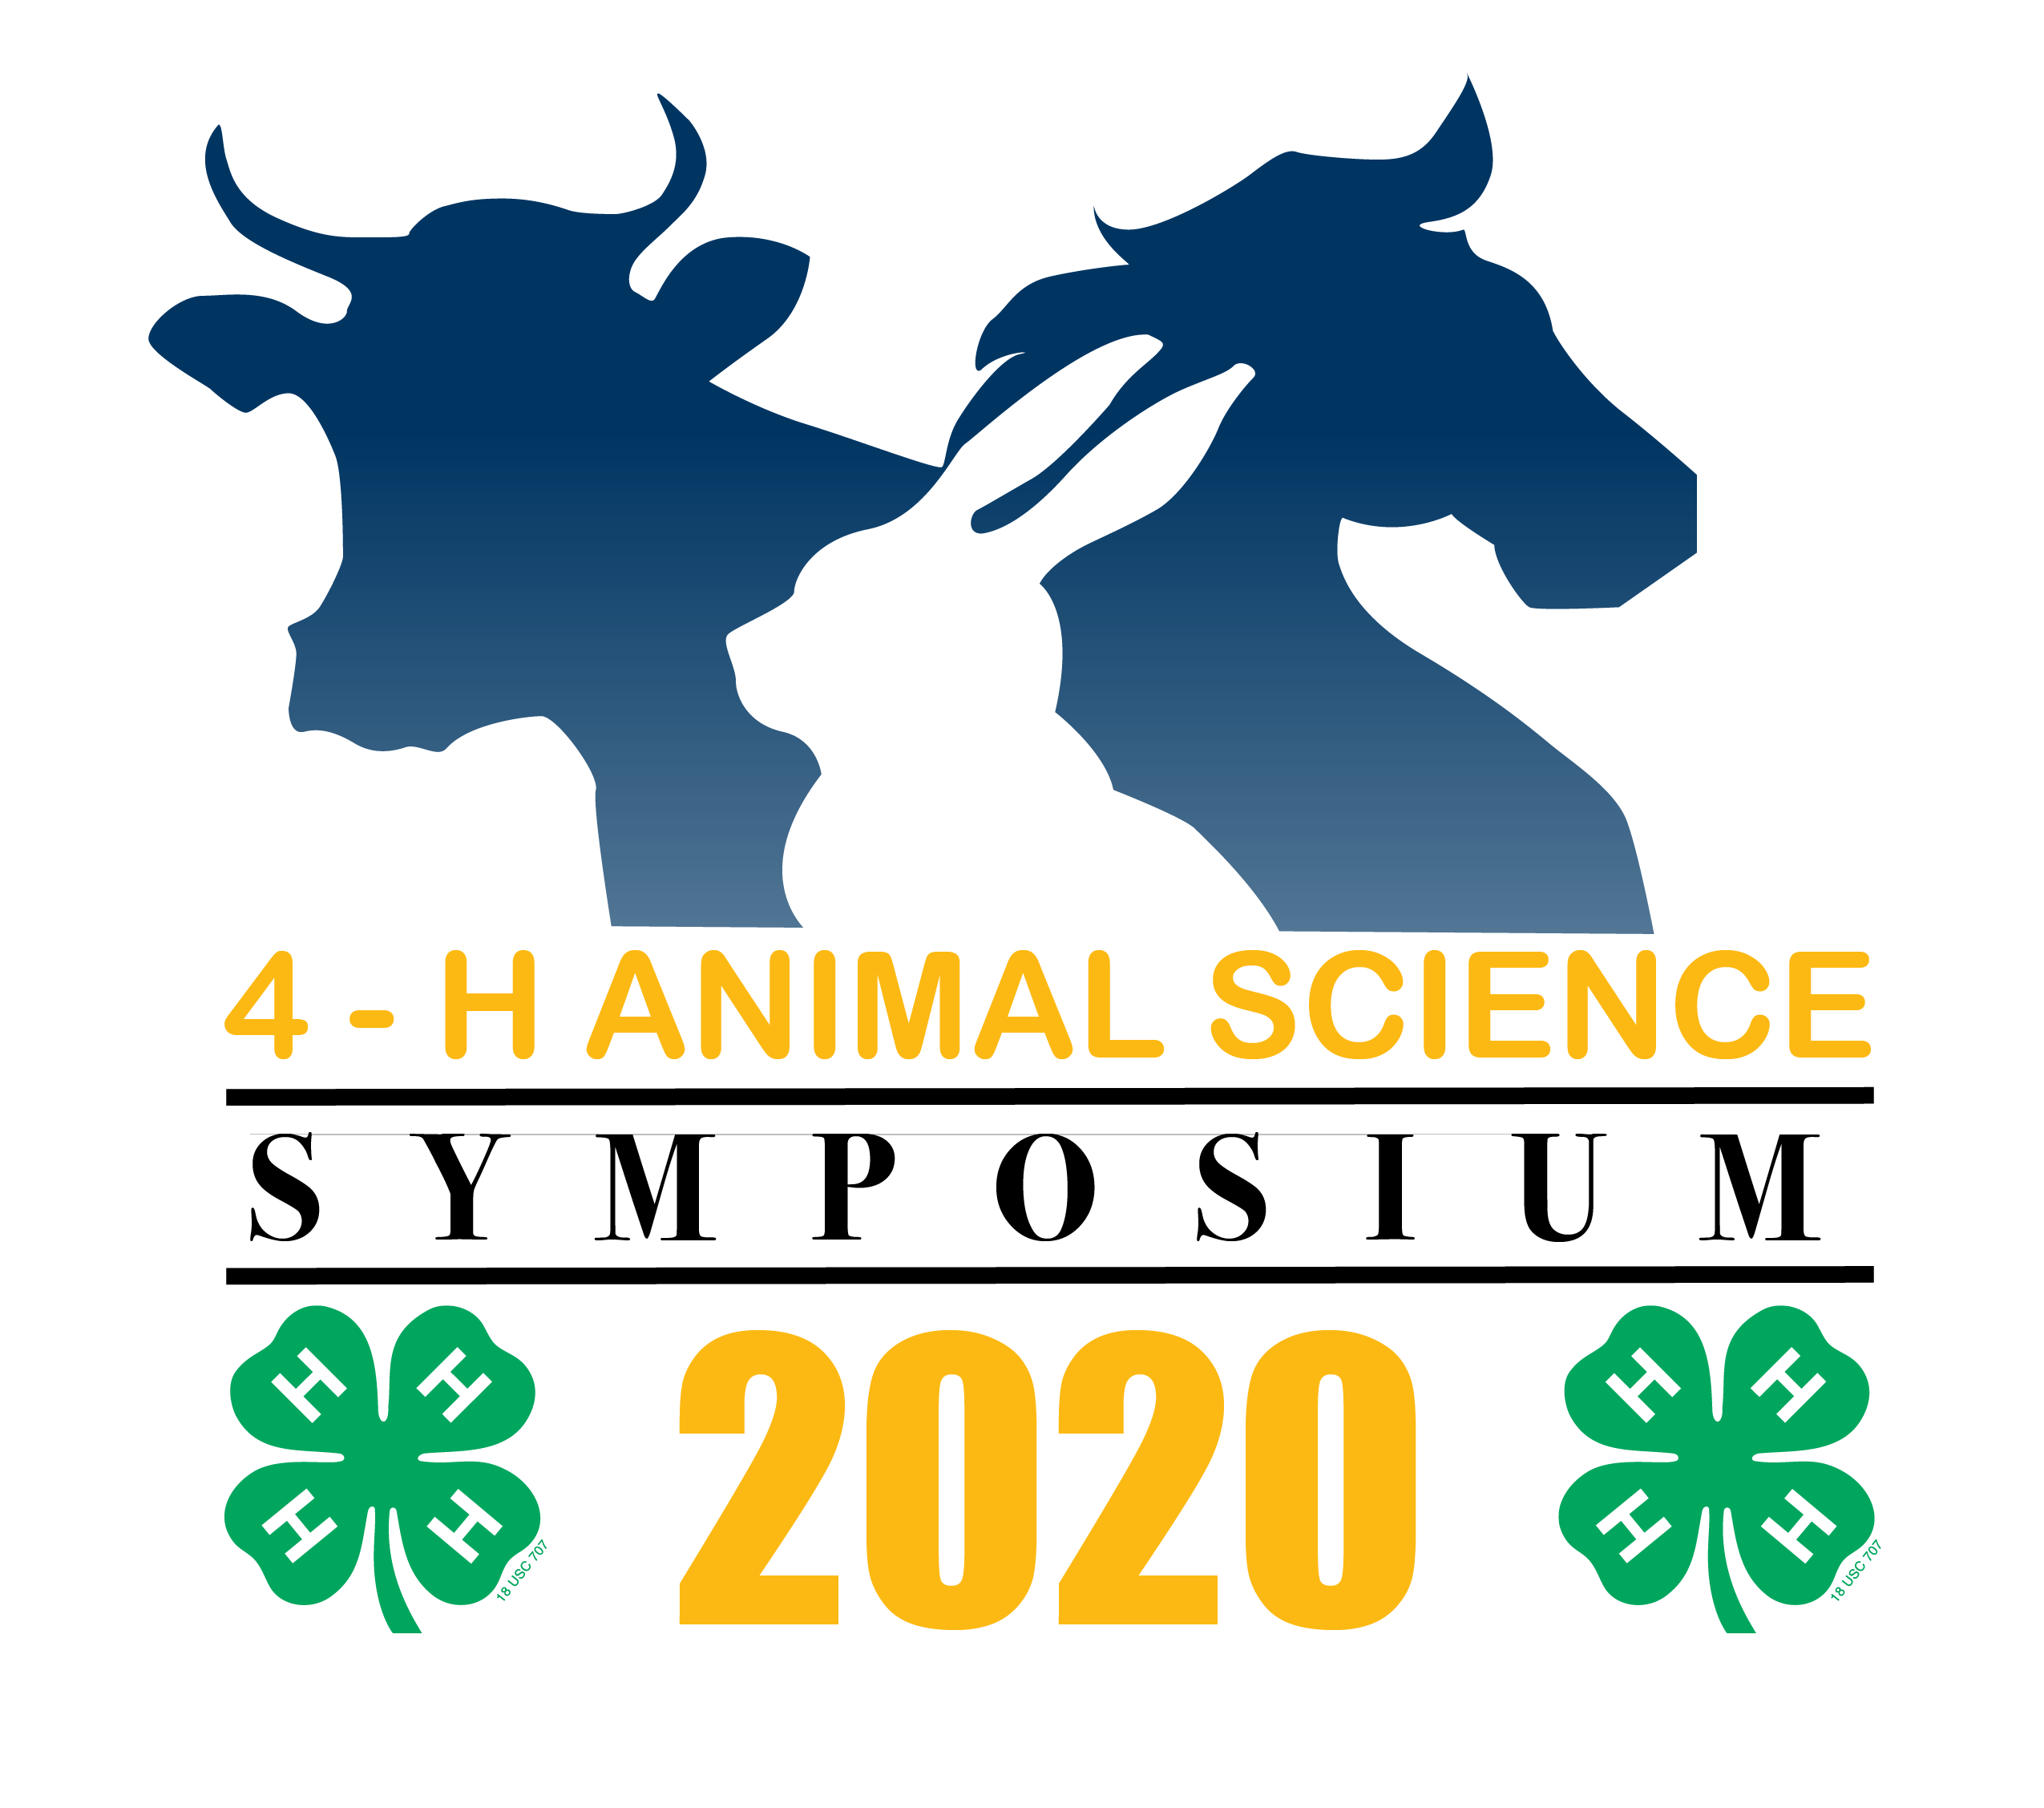 4 - H ANIMAL SCIENCE
SYMPOSIUM
H H H H
2020
H H H H
18 USC 707
18 USC 707